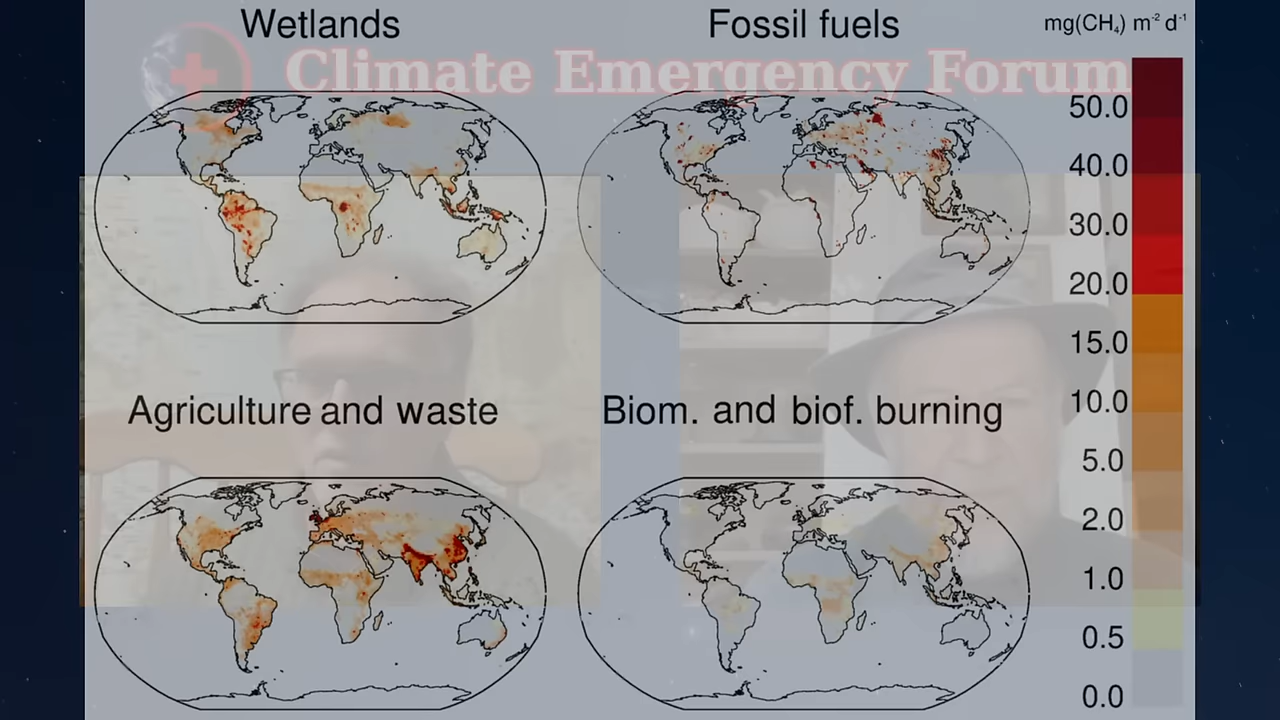 Wetlands
Fossil fuels
mg(CH₄) m⁻² d⁻¹
Climate Emergency Forum
50.0
40.0
30.0
20.0
15.0
10.0
5.0
2.0
1.0
0.5
0.0
Agriculture and waste
Biom. and biof. burning